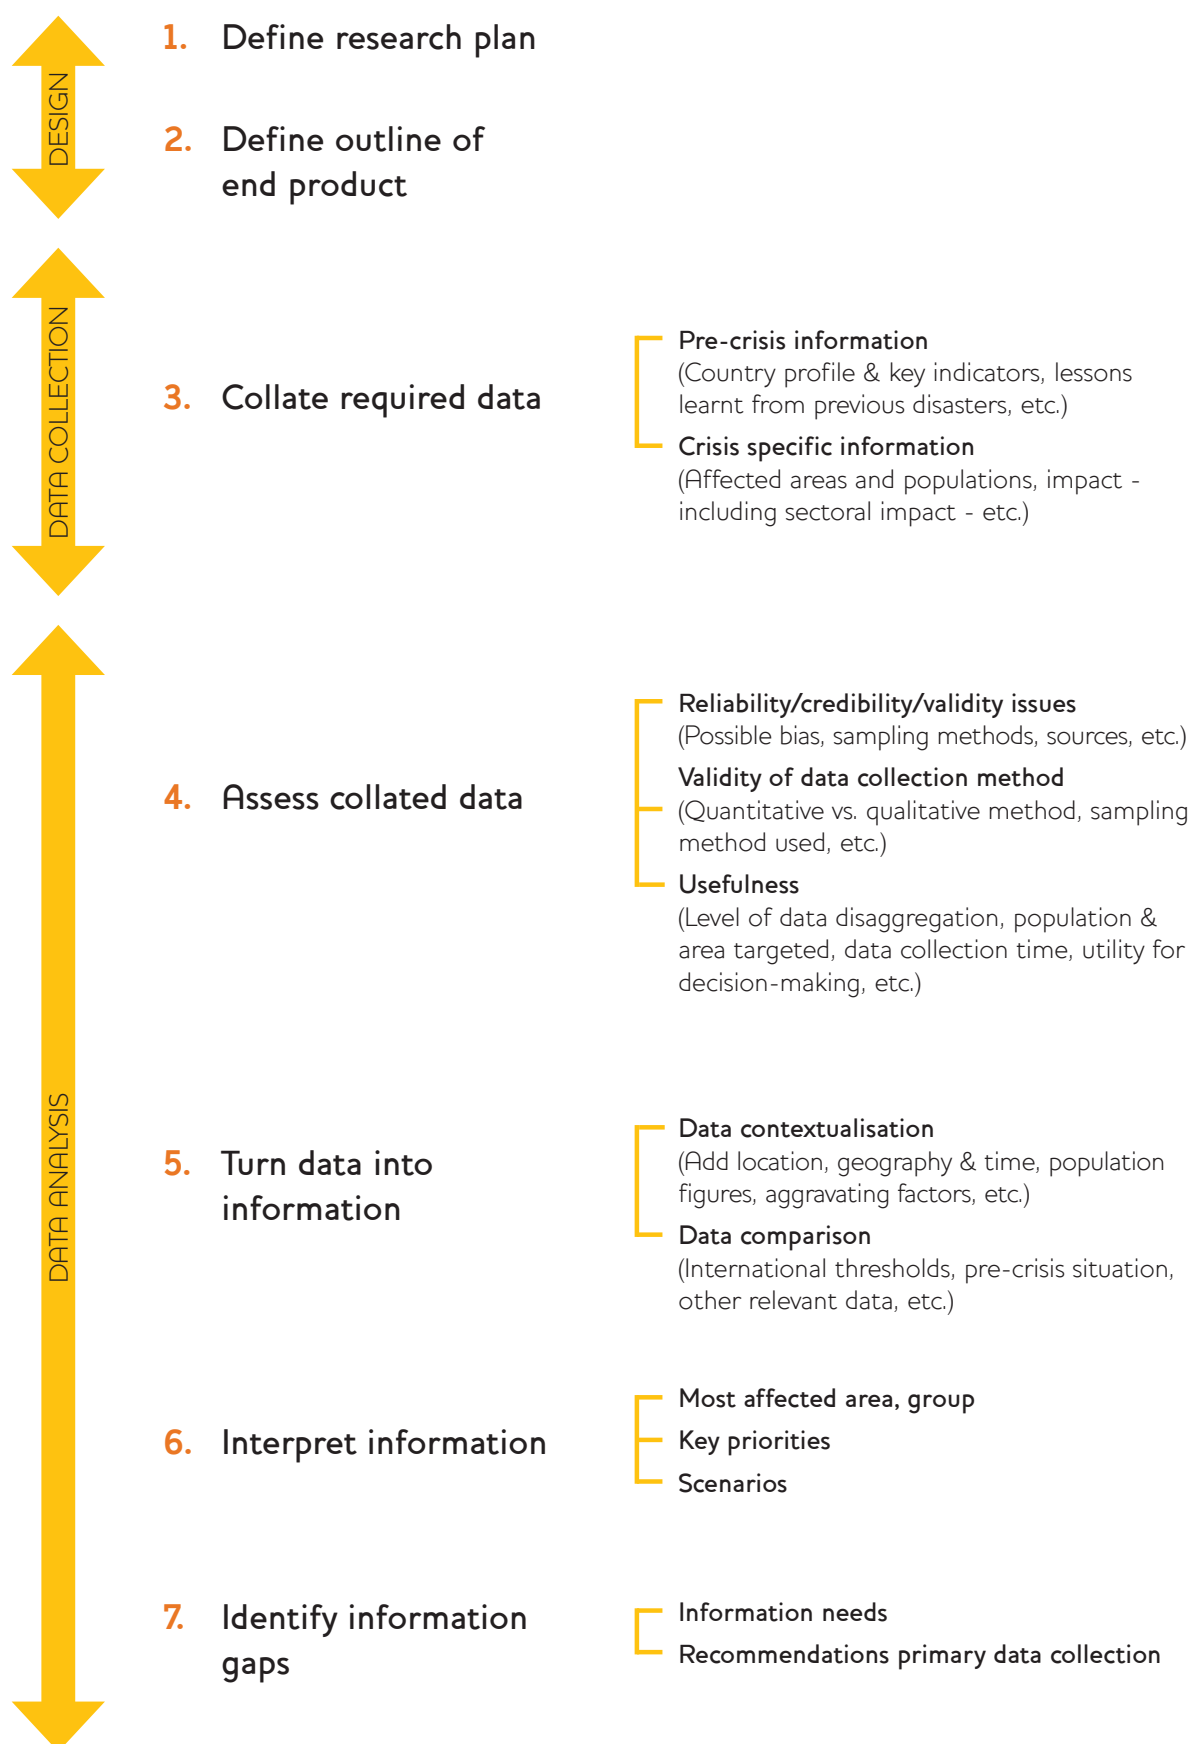 DESIGN
1. Define research plan
2. Define outline of
end product
DATA COLLECTION
3. Collate required data
Pre-crisis information
(Country profile & key indicators, lessons
learnt from previous disasters, etc.)
Crisis specific information
(Affected areas and populations, impact -
including sectoral impact - etc.)
DATA ANALYSIS
4. Assess collated data
Reliability/credibility/validity issues
(Possible bias, sampling methods, sources, etc.)
Validity of data collection method
(Quantitative vs. qualitative method, sampling
method used, etc.)
Usefulness
(Level of data disaggregation, population &
area targeted, data collection time, utility for
decision-making, etc.)
5. Turn data into
information
Data contextualisation
(Add location, geography & time, population
figures, aggravating factors, etc.)
Data comparison
(International thresholds, pre-crisis situation,
other relevant data, etc.)
6. Interpret information
Most affected area, group
Key priorities
Scenarios
7. Identify information
gaps
Information needs
Recommendations primary data collection